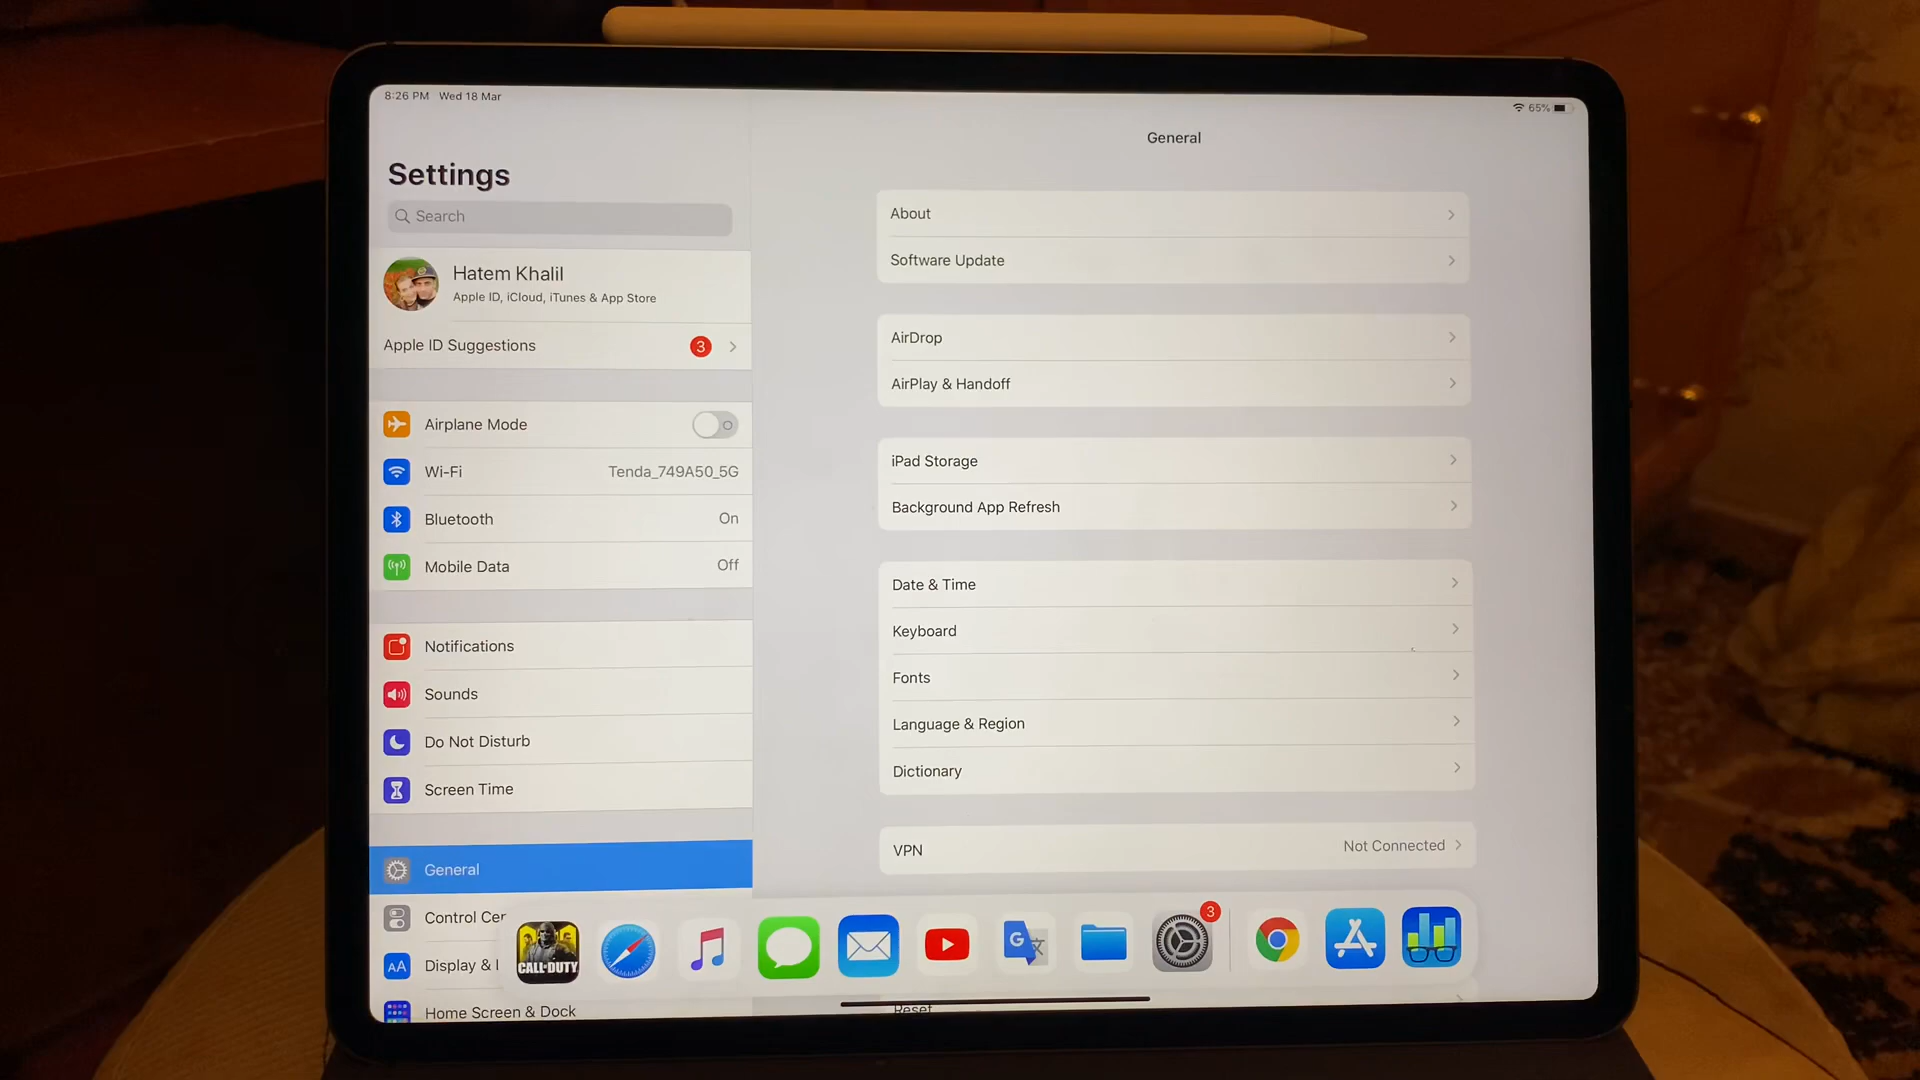 8:26 PM Wed 18 Mar
65%
Settings
Search
Hatem Khalil
Apple ID, iCloud, iTunes & App Store
Apple ID Suggestions 3
Airplane Mode
Wi-Fi Tenda_749A50_5G
Bluetooth On
Mobile Data Off
Notifications
Sounds
Do Not Disturb
Screen Time
General
Control Cer
AA Display & I
Home Screen & Dock
General
About
Software Update
AirDrop
AirPlay & Handoff
iPad Storage
Background App Refresh
Date & Time
Keyboard
Fonts
Language & Region
Dictionary
VPN Not Connected
Reset
CALL OF DUTY
G
3